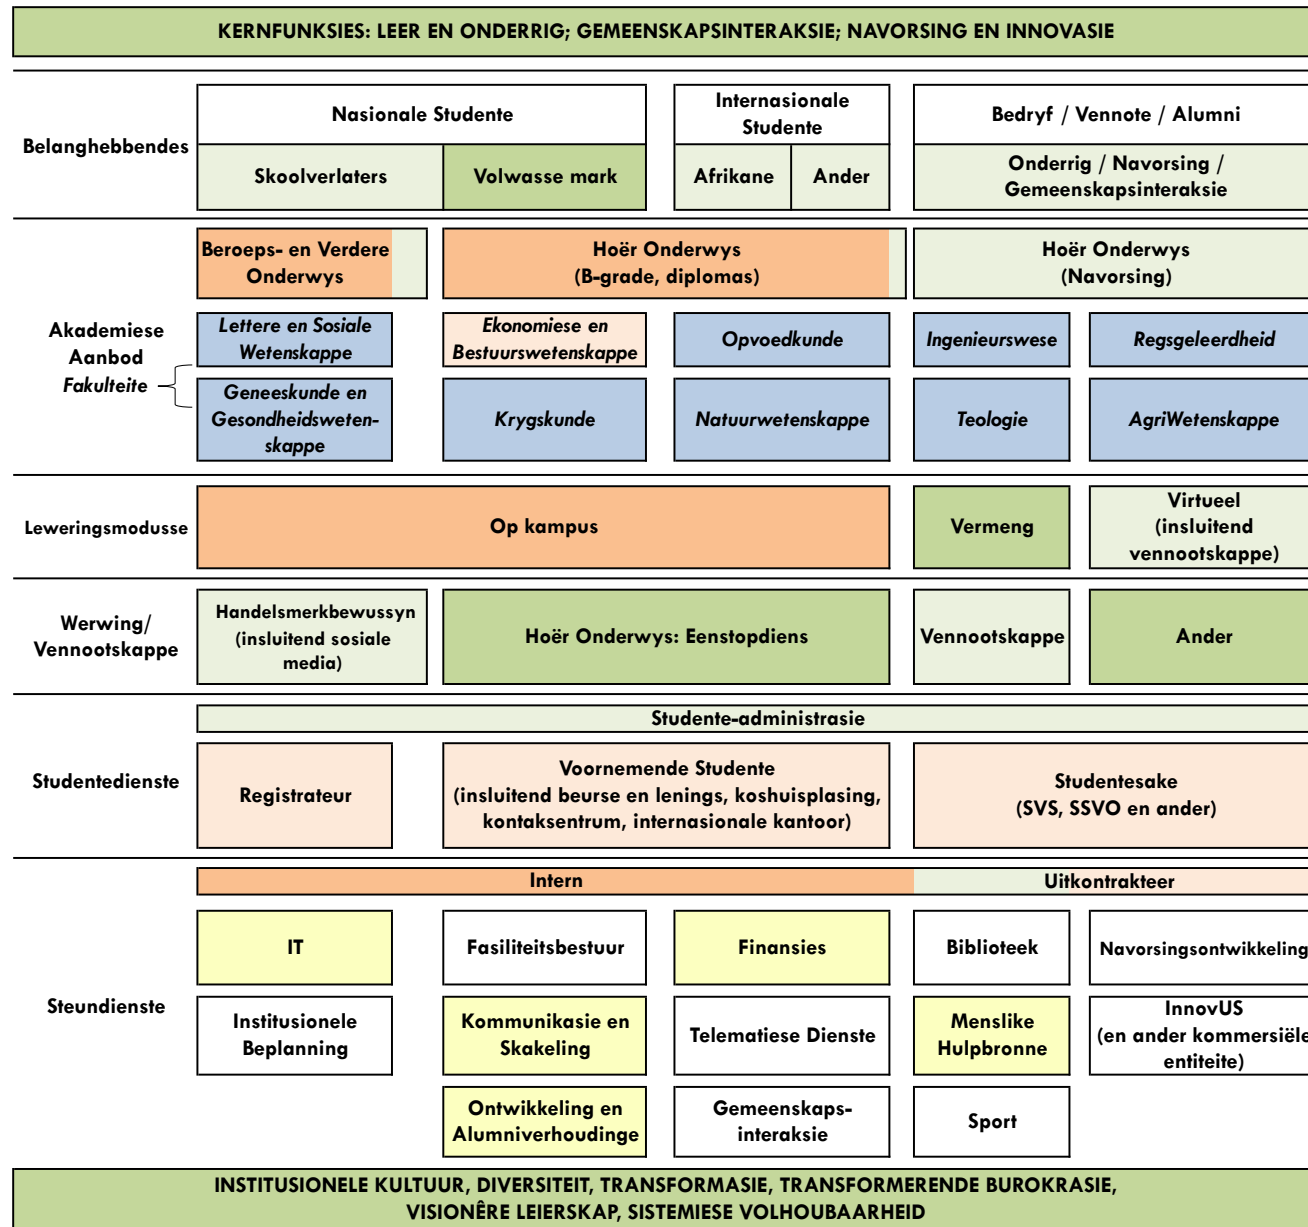 KERNFUNKSIES: LEER EN ONDERRIG; GEMEENSKAPSINTERAKSIE; NAVORSING EN INNOVASIE
Belanghebbendes
Nasionale Studente
Internasionale
Studente
Bedryf / Vennote / Alumni
Skoolverlaters
Volwasse mark
Afrikane
Ander
Onderrig / Navorsing /
Gemeenskapsinteraksie
Akademiese
Aanbod
Fakulteite
Beroeps- en Verdere
Onderwys
Hoër Onderwys
(B-grade, diplomas)
Hoër Onderwys
(Navorsing)
Lettere en Sosiale
Wetenskappe
Ekonomiese en
Bestuurswetenskappe
Opvoedkunde
Ingenieurswese
Regsgeleerdheid
Geneeskunde en
Gesondheidsweten-
skappe
Krygskunde
Natuurwetenskappe
Teologie
AgriWetenskappe
Leweringsmodusse
Op kampus
Vermeng
Virtueel
(insluitend
vennootskappe)
Werwing/
Vennootskappe
Handelsmerkbewussyn
(insluitend sosiale
media)
Hoër Onderwys: Eenstopdiens
Vennootskappe
Ander
Studentedienste
Studente-administrasie
Registrateur
Voornemende Studente
(insluitend beurse en lenings, koshuisplasing,
kontaksentrum, internasionale kantoor)
Studentesake
(SVS, SSVO en ander)
Steundienste
Intern
Uitkontrakteer
IT
Fasiliteitsbestuur
Finansies
Biblioteek
Navorsingsontwikkeling
Institusionele
Beplanning
Kommunikasie en
Skakeling
Telematiese Dienste
Menslike
Hulpbronne
InnovUS
(en ander kommersiële
entiteite)
Ontwikkeling en
Alumniverhoudinge
Gemeenskaps-
interaksie
Sport
INSTITUSIONELE KULTUUR, DIVERSITEIT, TRANSFORMASIE, TRANSFORMERENDE BUROKRASIE,
VISIONÊRE LEIERSKAP, SISTEMIESE VOLHOUBAARHEID